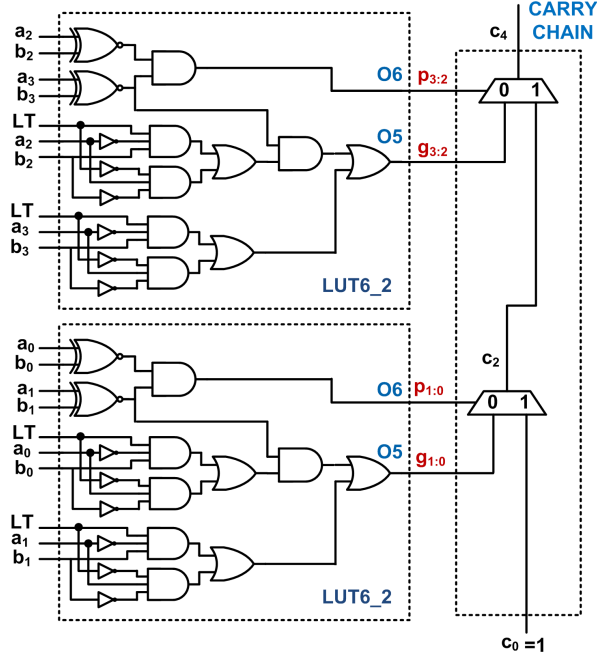 CARRY
CHAIN
c4
a2
b2
a3
b3
O6 p3:2
0 1
LT
a2
b2
O5 g3:2
LT
a3
b3
LUT6_2
c2
a0
b0
a1
b1
O6 p1:0
0 1
LT
a0
b0
O5 g1:0
LT
a1
b1
LUT6_2
c0 =1